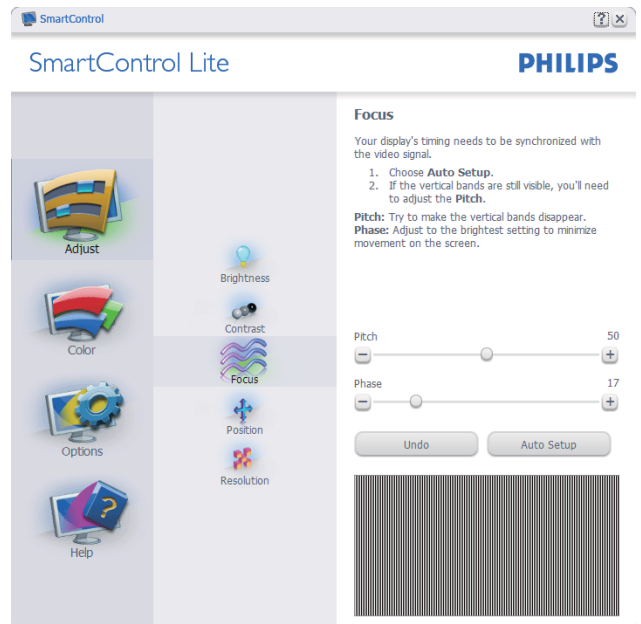 SmartControl
SmartControl Lite
PHILIPS
Adjust
Color
Options
Help
Brightness
Contrast
Focus
Position
Resolution
Focus
Your display's timing needs to be synchronized with
the video signal.
1. Choose Auto Setup.
2. If the vertical bands are still visible, you'll need
to adjust the Pitch.
Pitch: Try to make the vertical bands disappear.
Phase: Adjust to the brightest setting to minimize
movement on the screen.
Pitch 50
Phase 17
Undo Auto Setup